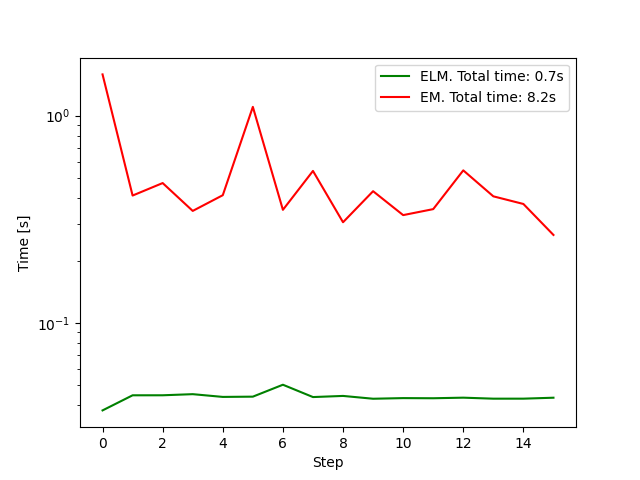 ELM. Total time: 0.7s
EM. Total time: 8.2s
10⁰
10⁻¹
Time [s]
0 2 4 6 8 10 12 14
Step